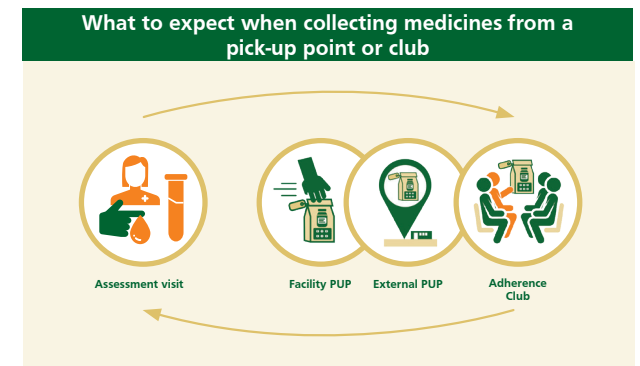 What to expect when collecting medicines from a
pick-up point or club
Assessment visit
Facility PUP
External PUP
Adherence
Club